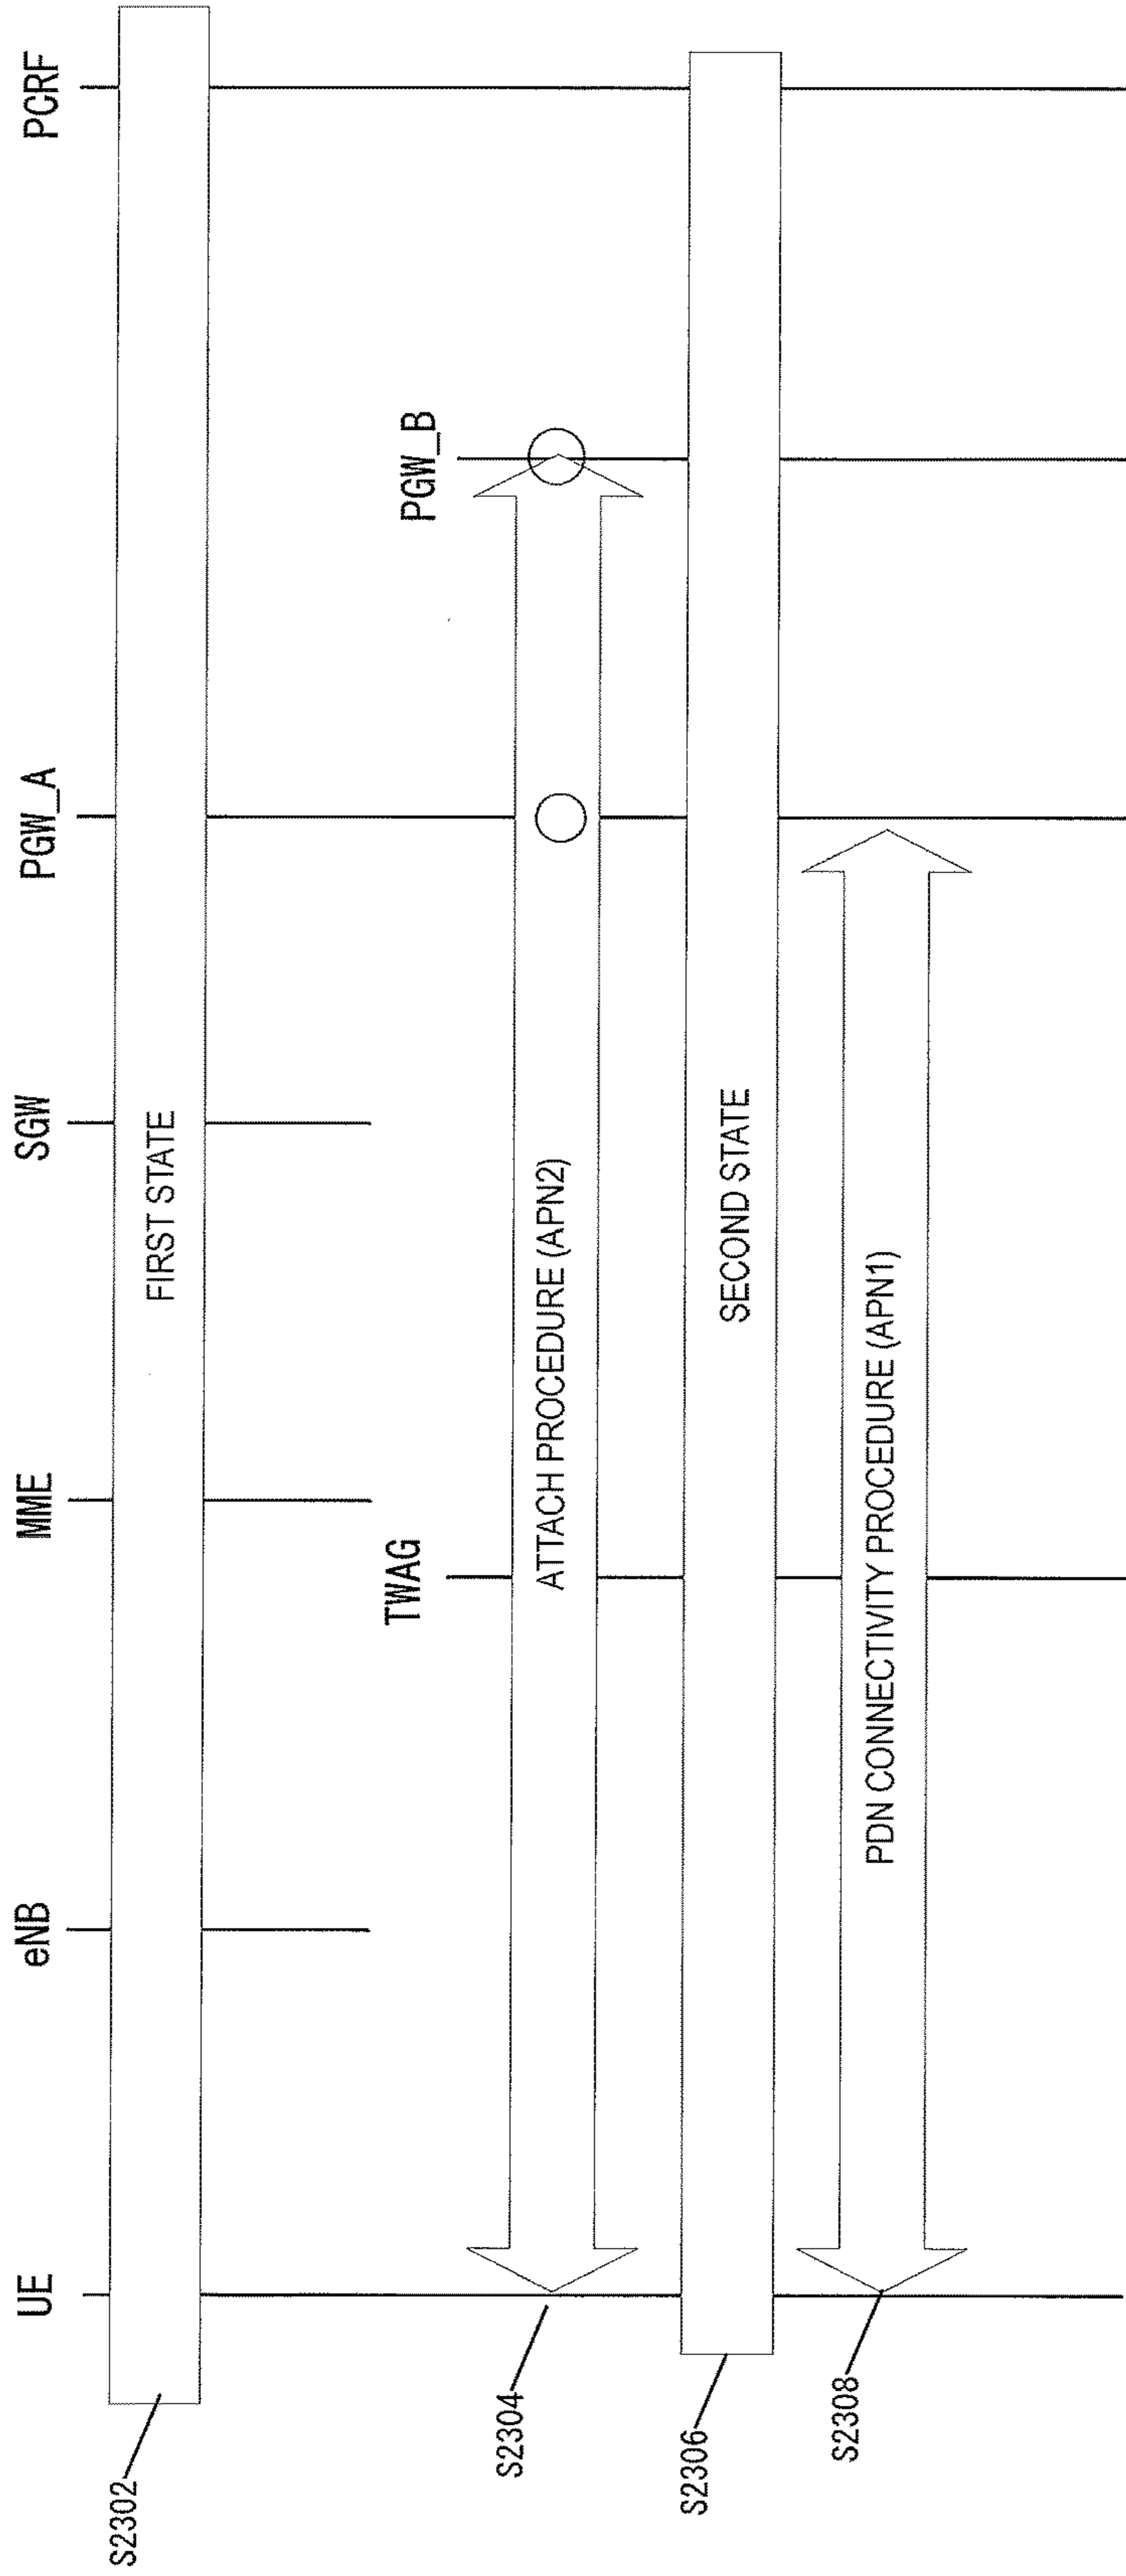 UE
eNB
MME
SGW
PGW_A
PCRF
S2302
FIRST STATE
TWAG
PGW_B
S2304
ATTACH PROCEDURE (APN2)
S2306
SECOND STATE
S2308
PDN CONNECTIVITY PROCEDURE (APN1)